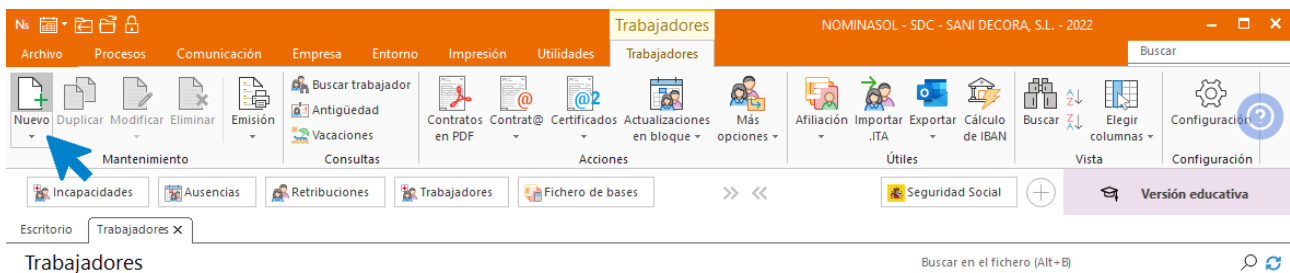 Ns Trabajadores NOMINASOL - SDC - SANI DECORA, S.L. - 2022
Archivo Procesos Comunicación Empresa Entorno Impresión Utilidades Trabajadores Buscar
Nuevo Duplicar Modificar Eliminar Emisión
Buscar trabajador
Antigüedad
Vacaciones
Contratos en PDF
Contrat@
@2
Certificados
Actualizaciones en bloque
Más opciones
Afiliación
Importar .ITA
Exportar
Cálculo de IBAN
Buscar
Elegir columnas
Configuración
?
Mantenimiento Consultas Acciones Útiles Vista Configuración
Incapacidades Ausencias Retribuciones Trabajadores Fichero de bases >> << Seguridad Social + Versión educativa
Escritorio Trabajadores X
Trabajadores Buscar en el fichero (Alt+B)